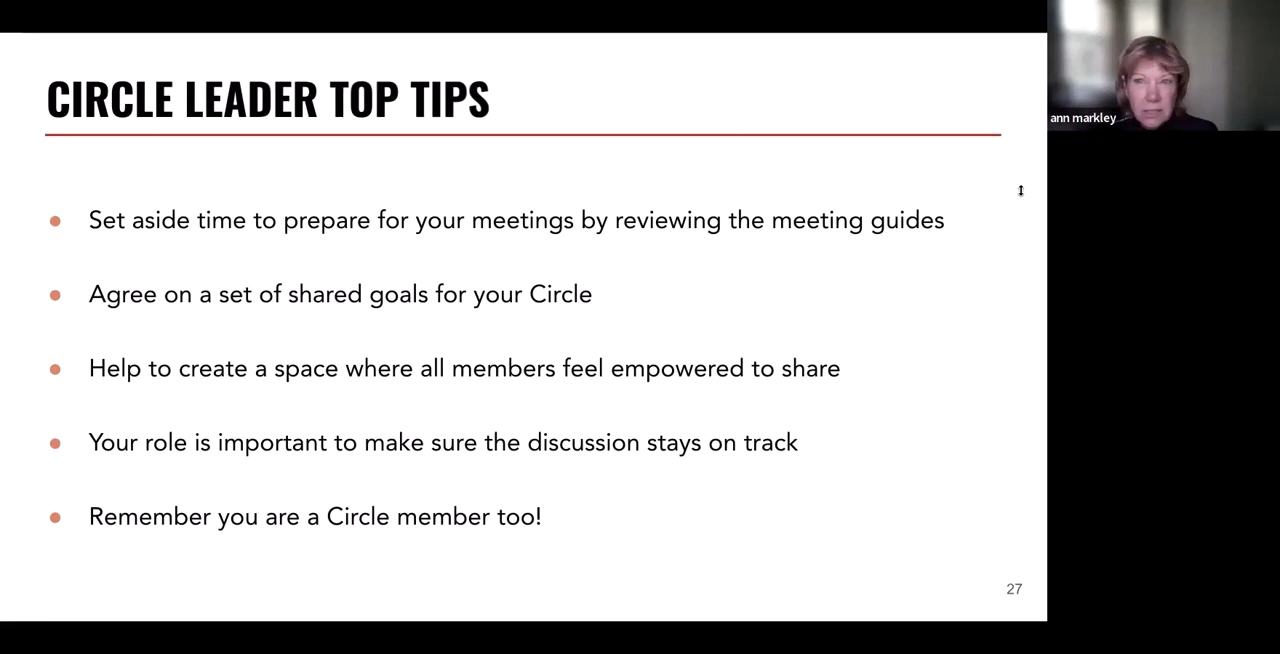 CIRCLE LEADER TOP TIPS
ann markley
Set aside time to prepare for your meetings by reviewing the meeting guides
Agree on a set of shared goals for your Circle
Help to create a space where all members feel empowered to share
Your role is important to make sure the discussion stays on track
Remember you are a Circle member too!
27